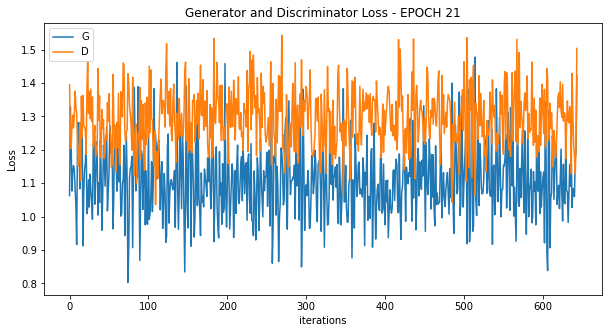 Generator and Discriminator Loss - EPOCH 21
G
D
Loss
1.5
1.4
1.3
1.2
1.1
1.0
0.9
0.8
0 100 200 300 400 500 600
iterations